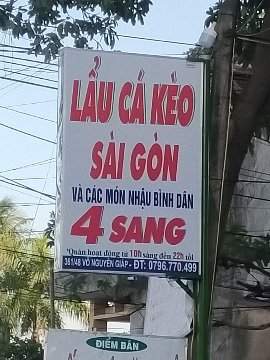 LẨU CÁ KÈO
SÀI GÒN
VÀ CÁC MÓN NHẬU BÌNH DÂN
4 SANG
*Quán hoạt động từ 10h sáng đến 22h tối
361/48 VÕ NGUYÊN GIÁP - ĐT: 0796.770.499
ĐIỂM BÁN